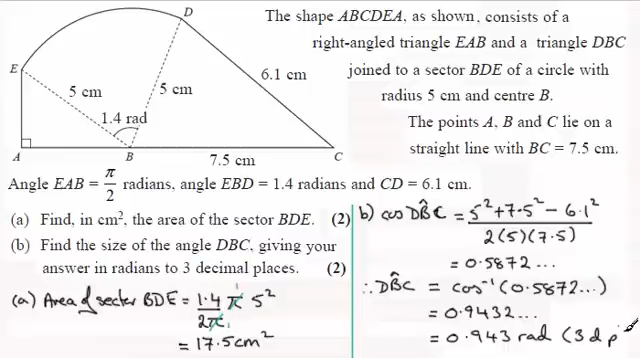 The shape ABCDEA, as shown, consists of a
right-angled triangle EAB and a triangle DBC
joined to a sector BDE of a circle with
radius 5 cm and centre B.
The points A, B and C lie on a
straight line with BC = 7.5 cm.
D
E
5 cm
5 cm
6.1 cm
1.4 rad
A
B
7.5 cm
C
Angle EAB = π/2 radians, angle EBD = 1.4 radians and CD = 6.1 cm.
(a) Find, in cm², the area of the sector BDE. (2)
(b) Find the size of the angle DBC, giving your
answer in radians to 3 decimal places. (2)
(a) Area of sector BDE = 1.4/2π π 5²
= 17.5cm²
b) cos DB̂C = 5² + 7.5² − 6.1² / 2(5)(7.5)
= 0.5872...
∴ DB̂C = cos⁻¹(0.5872...)
= 0.9432...
= 0.943 rad (3 d p